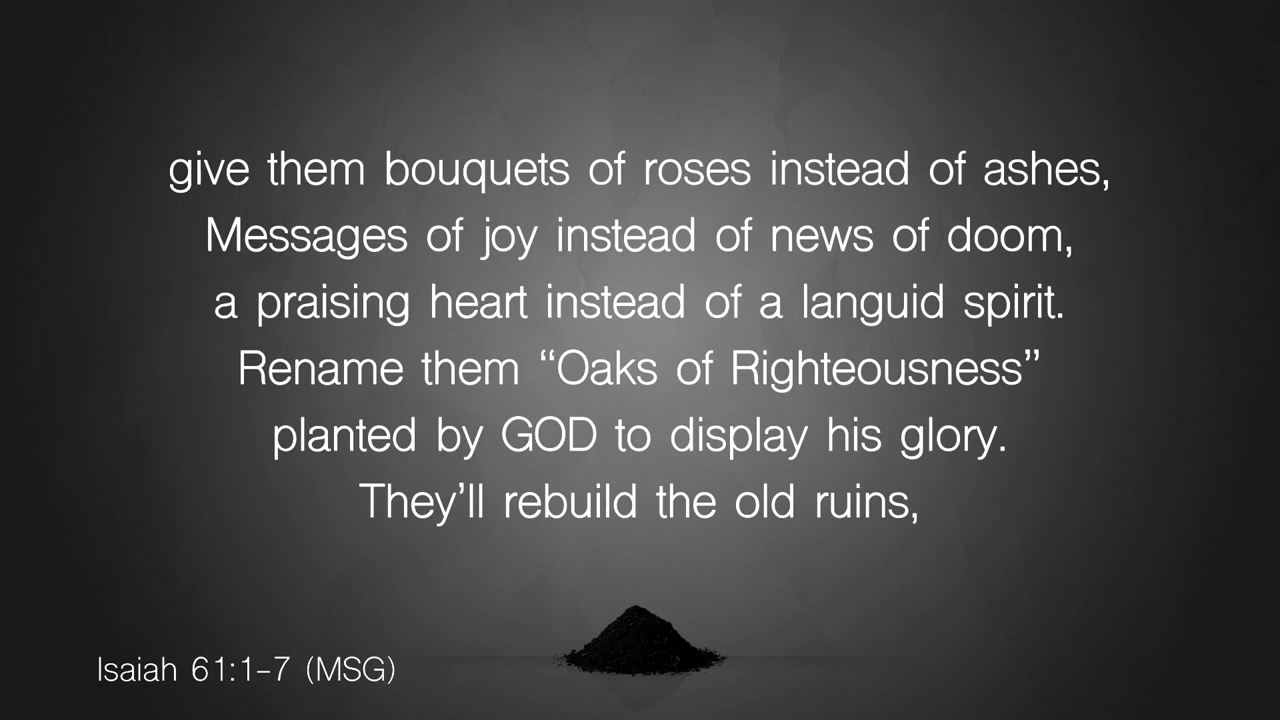 give them bouquets of roses instead of ashes,
Messages of joy instead of news of doom,
a praising heart instead of a languid spirit.
Rename them “Oaks of Righteousness”
planted by GOD to display his glory.
They’ll rebuild the old ruins,
Isaiah 61:1–7 (MSG)